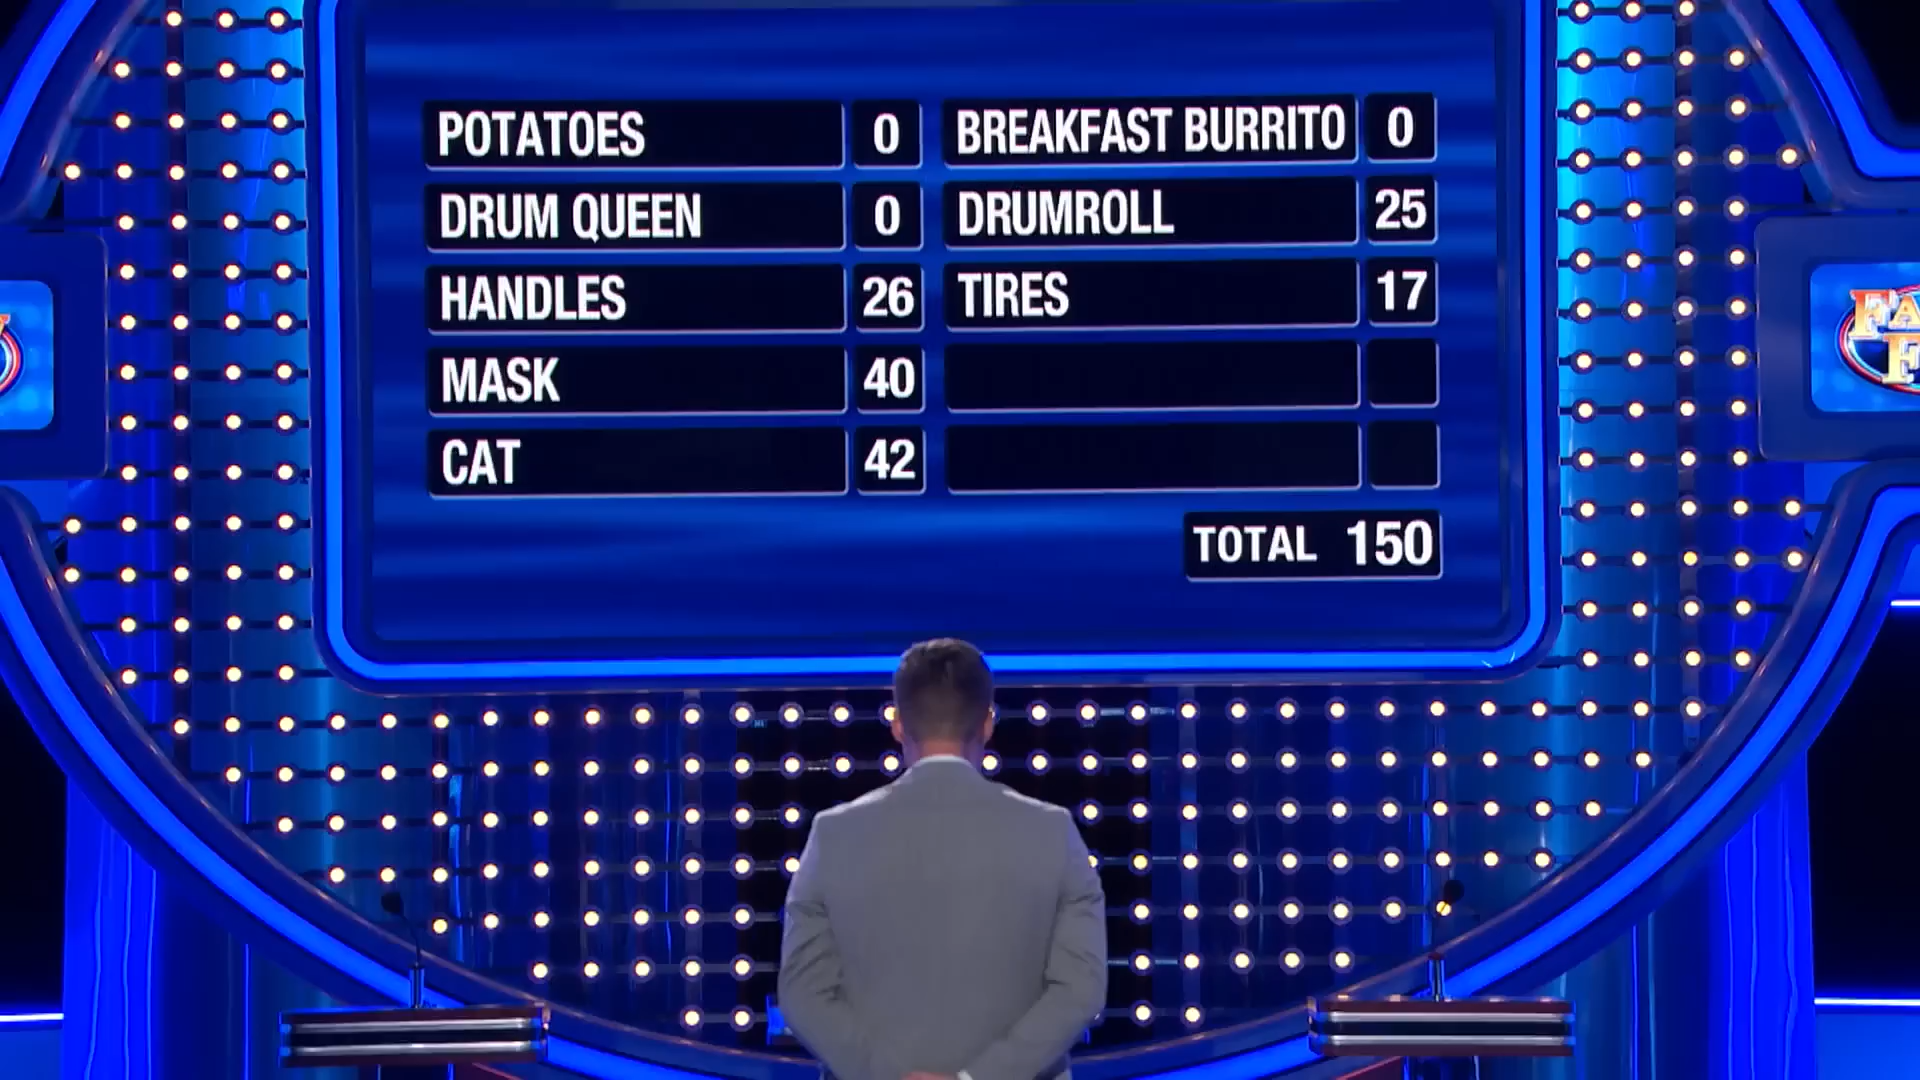 POTATOES 0 BREAKFAST BURRITO 0
DRUM QUEEN 0 DRUMROLL 25
HANDLES 26 TIRES 17
MASK 40
CAT 42
TOTAL 150